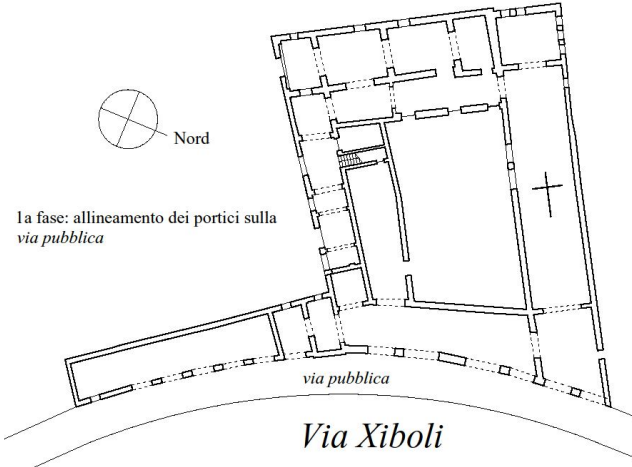 Nord
1a fase: allineamento dei portici sulla
via pubblica
via pubblica
Via Xiboli